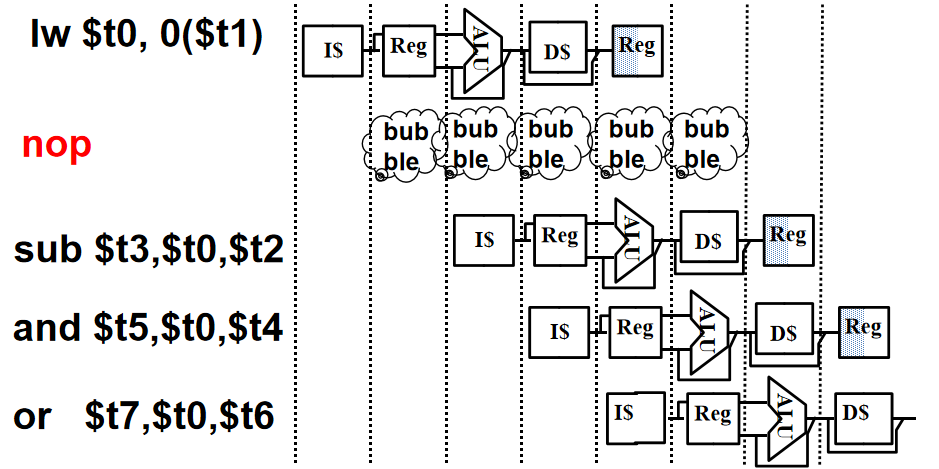 lw $t0, 0($t1)
I$ Reg ALU D$ Reg
nop
bub bub bub bub bub
ble ble ble ble ble
sub $t3,$t0,$t2
I$ Reg ALU D$ Reg
and $t5,$t0,$t4
I$ Reg ALU D$ Reg
or $t7,$t0,$t6
I$ Reg ALU D$